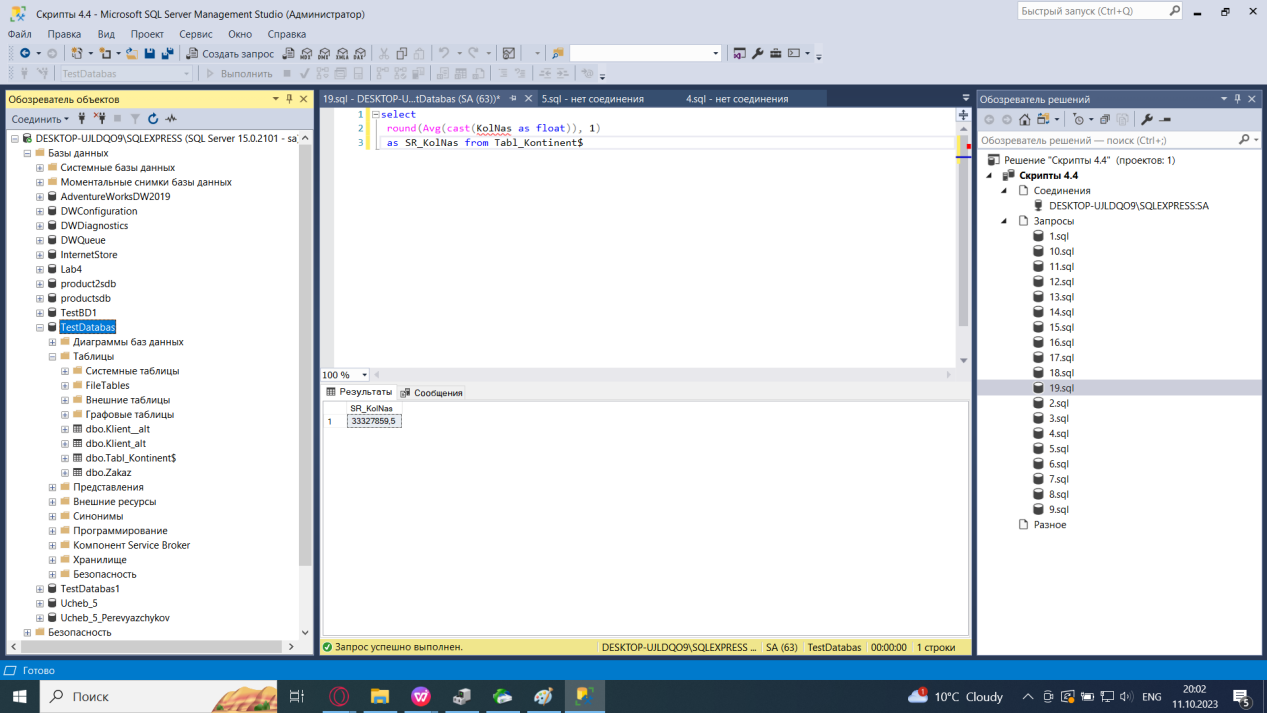 Скрипты 4.4 - Microsoft SQL Server Management Studio (Администратор)
Быстрый запуск (Ctrl+Q)
Файл Правка Вид Проект Сервис Окно Справка
Создать запрос
MDX DMX XMLA DAX
TestDatabas
Выполнить
Обозреватель объектов
Соединить
DESKTOP-UJLDQO9\SQLEXPRESS (SQL Server 15.0.2101 - sa
Базы данных
Системные базы данных
Моментальные снимки базы данных
AdventureWorksDW2019
DWConfiguration
DWDiagnostics
DWQueue
InternetStore
Lab4
product2sdb
productsdb
TestBD1
TestDatabas
Диаграммы баз данных
Таблицы
Системные таблицы
FileTables
Внешние таблицы
Графовые таблицы
dbo.Klient__alt
dbo.Klient_alt
dbo.Tabl_Kontinent$
dbo.Zakaz
Представления
Внешние ресурсы
Синонимы
Программирование
Компонент Service Broker
Хранилище
Безопасность
TestDatabas1
Ucheb_5
Ucheb_5_Perevyazchykov
Безопасность
19.sql - DESKTOP-U...tDatabas (SA (63))* 5.sql - нет соединения 4.sql - нет соединения
1 select
2 round(Avg(cast(KolNas as float)), 1)
3 as SR_KolNas from Tabl_Kontinent$
100 %
Результаты Сообщения
SR_KolNas
1 33327859,5
Запрос успешно выполнен. DESKTOP-UJLDQO9\SQLEXPRESS ... SA (63) TestDatabas 00:00:00 1 строки
Обозреватель решений
Обозреватель решений — поиск (Ctrl+;)
Решение "Скрипты 4.4" (проектов: 1)
Скрипты 4.4
Соединения
DESKTOP-UJLDQO9\SQLEXPRESS:SA
Запросы
1.sql
10.sql
11.sql
12.sql
13.sql
14.sql
15.sql
16.sql
17.sql
18.sql
19.sql
2.sql
3.sql
4.sql
5.sql
6.sql
7.sql
8.sql
9.sql
Разное
Готово
Поиск
1
10°C Cloudy
ENG
20:02
11.10.2023
5